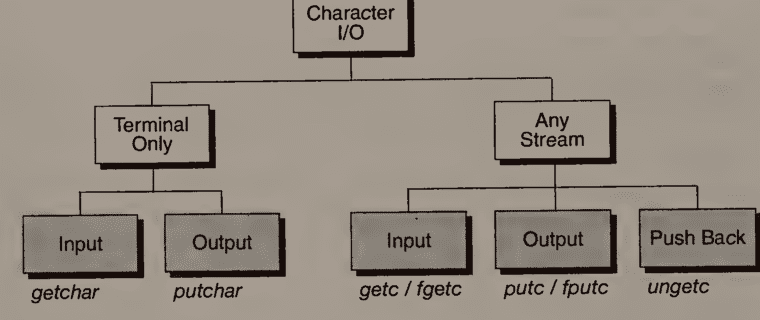 Character
I/O
Terminal
Only
Any
Stream
Input
Output
Input
Output
Push Back
getchar
putchar
getc / fgetc
putc / fputc
ungetc